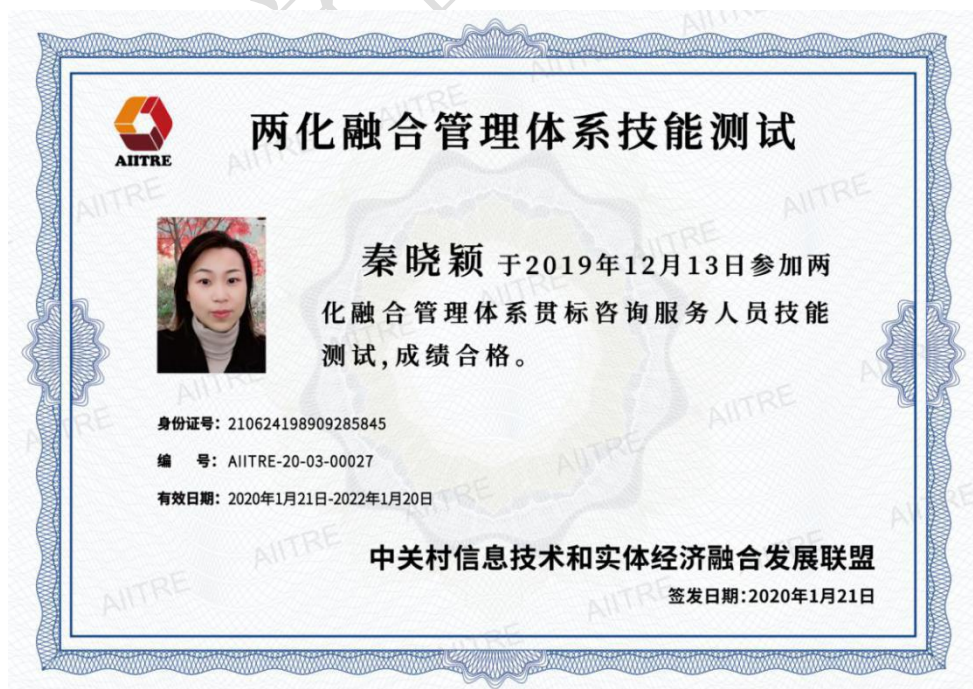 AIITRE
两化融合管理体系技能测试
秦晓颖 于2019年12月13日参加两
化融合管理体系贯标咨询服务人员技能
测试,成绩合格。
身份证号：210624198909285845
编 号：AIITRE-20-03-00027
有效日期：2020年1月21日-2022年1月20日
中关村信息技术和实体经济融合发展联盟
签发日期:2020年1月21日